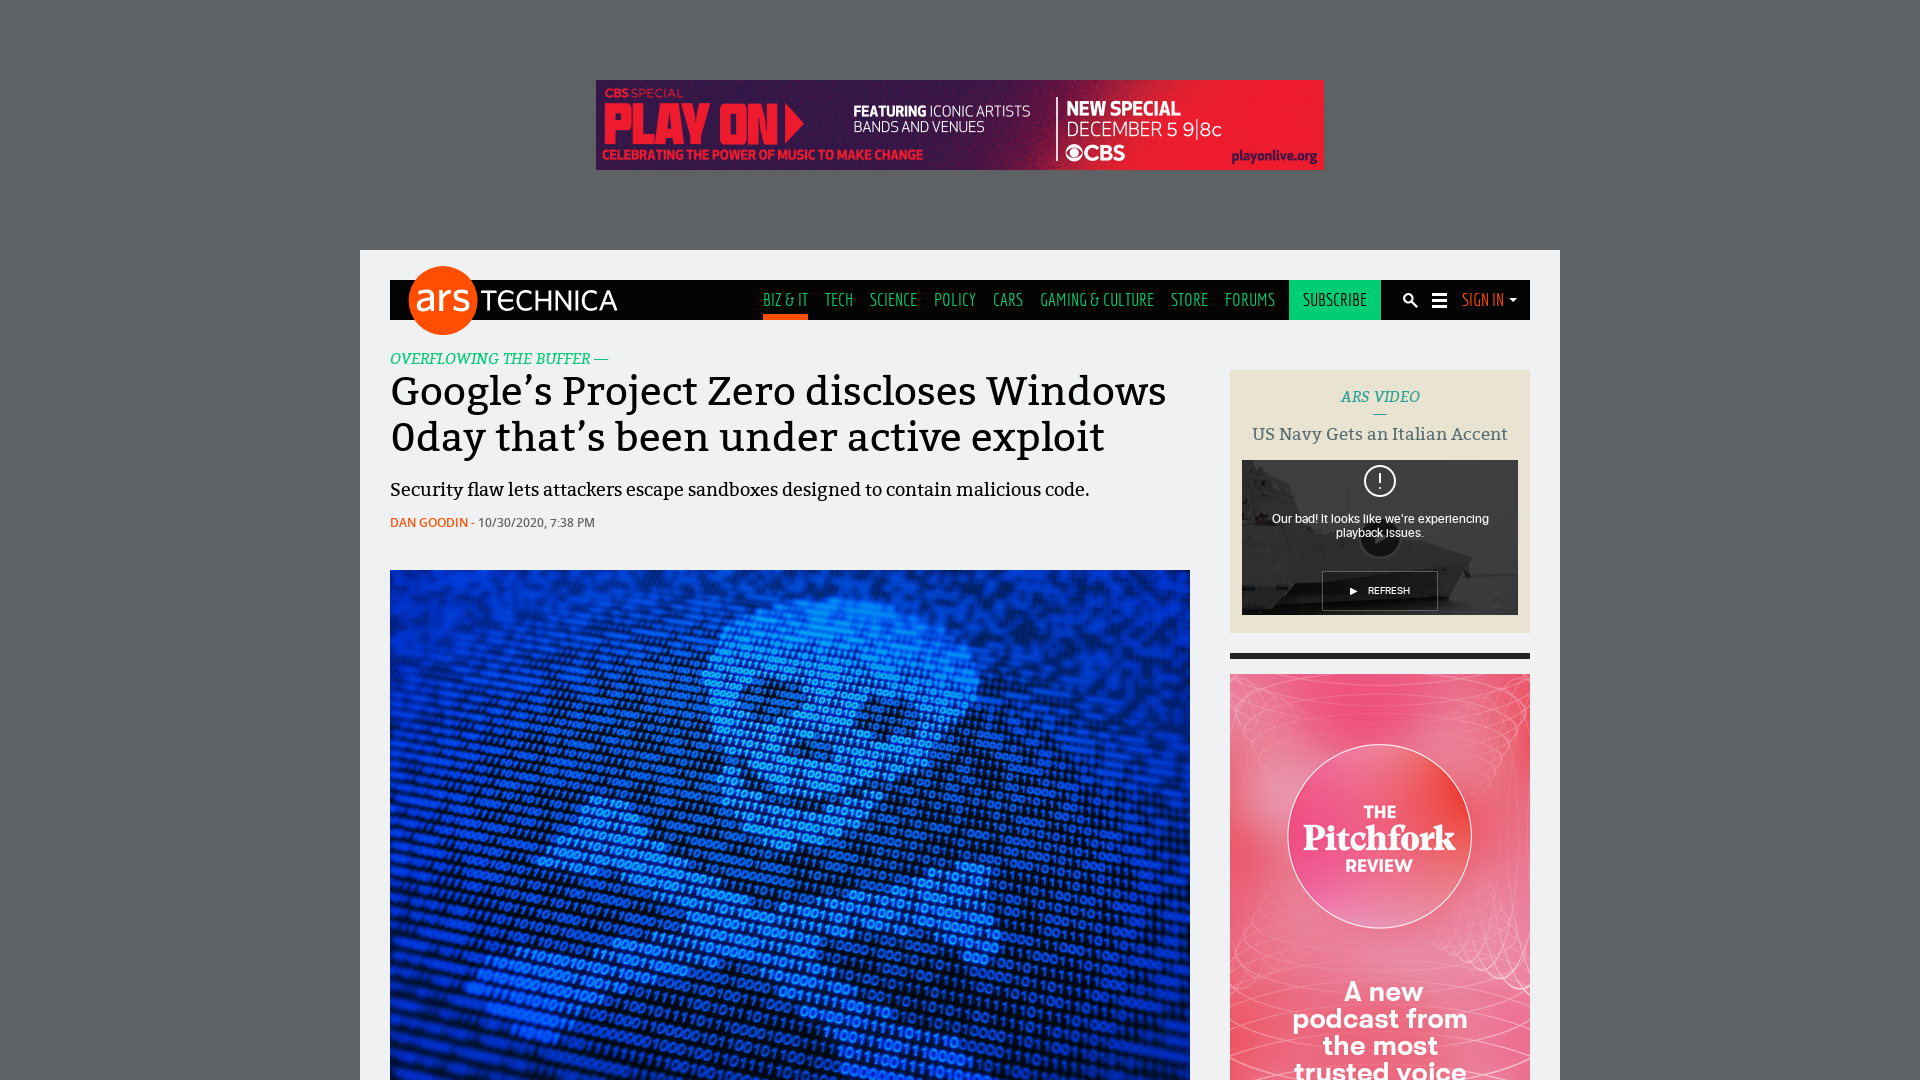 CBS SPECIAL
PLAY ON
CELEBRATING THE POWER OF MUSIC TO MAKE CHANGE
FEATURING ICONIC ARTISTS
BANDS AND VENUES
NEW SPECIAL
DECEMBER 5 9|8c
CBS
playonlive.org
ars TECHNICA
BIZ & IT TECH SCIENCE POLICY CARS GAMING & CULTURE STORE FORUMS SUBSCRIBE SIGN IN
OVERFLOWING THE BUFFER —
Google’s Project Zero discloses Windows
0day that’s been under active exploit
Security flaw lets attackers escape sandboxes designed to contain malicious code.
DAN GOODIN - 10/30/2020, 7:38 PM
ARS VIDEO
—
US Navy Gets an Italian Accent
Our bad! It looks like we're experiencing
playback issues.
REFRESH
THE
Pitchfork
REVIEW
A new
podcast from
the most
trusted voice